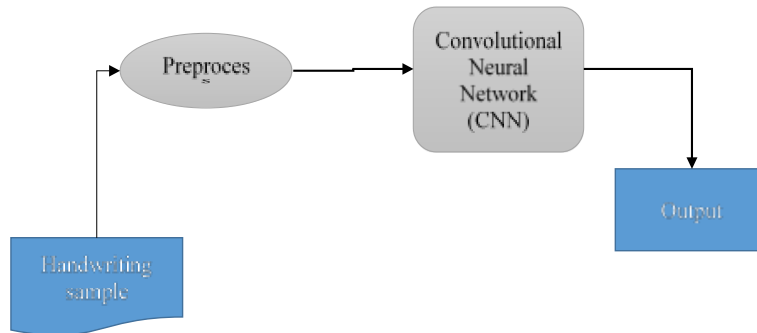 Preproces
Convolutional
Neural
Network
(CNN)
Output
Handwriting
sample